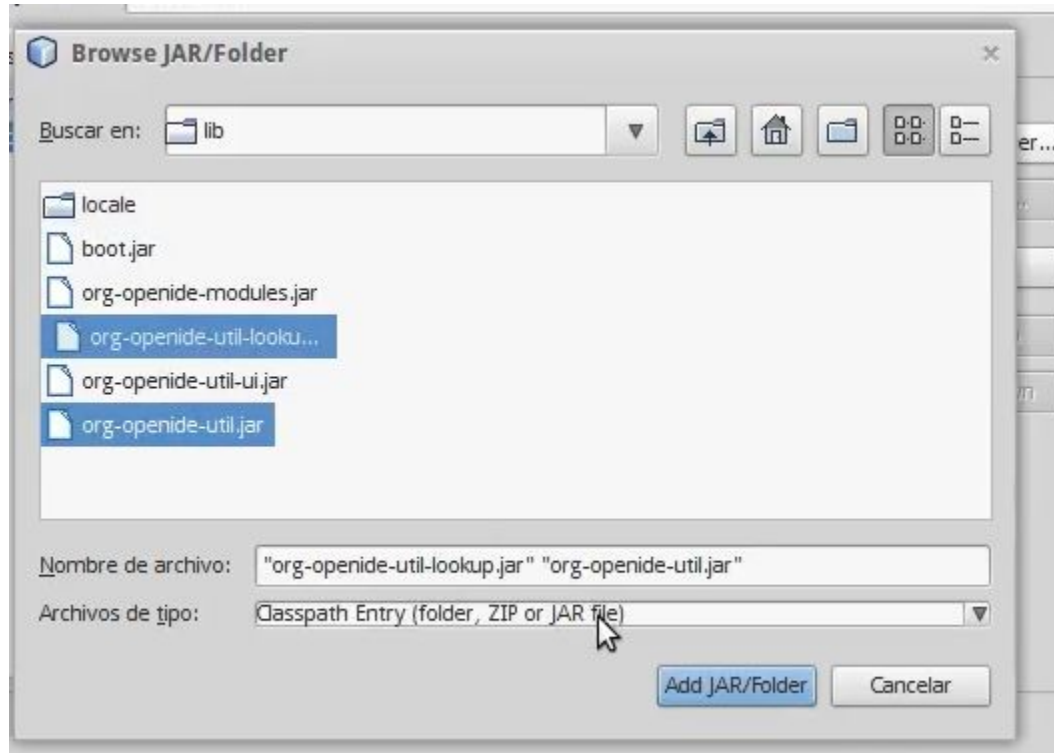 Browse JAR/Folder
Buscar en: lib
er...
locale
boot.jar
org-openide-modules.jar
org-openide-util-looku...
org-openide-util-ui.jar
org-openide-util.jar
Nombre de archivo: "org-openide-util-lookup.jar" "org-openide-util.jar"
Archivos de tipo: Classpath Entry (folder, ZIP or JAR file)
Add JAR/Folder Cancelar